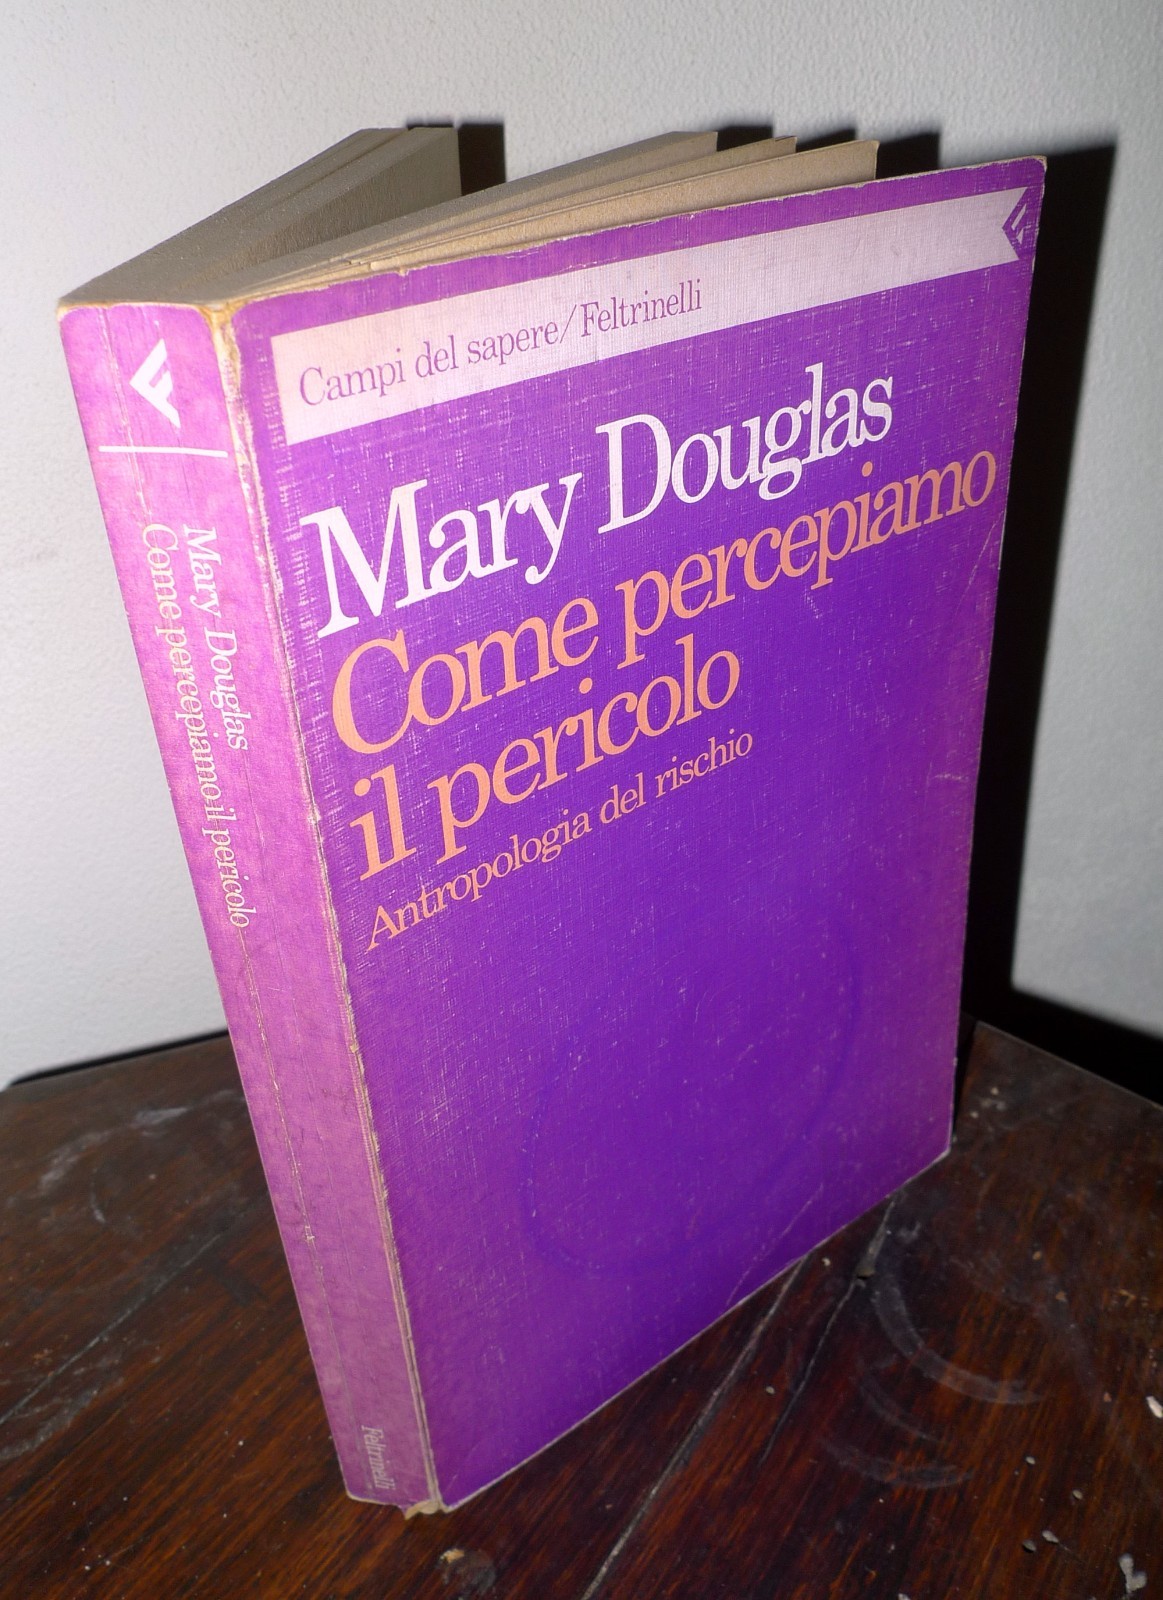 Campi del sapere/Feltrinelli
Mary Douglas
Come percepiamo
il pericolo
Antropologia del rischio
Mary Douglas
Come percepiamo il pericolo
Feltrinelli